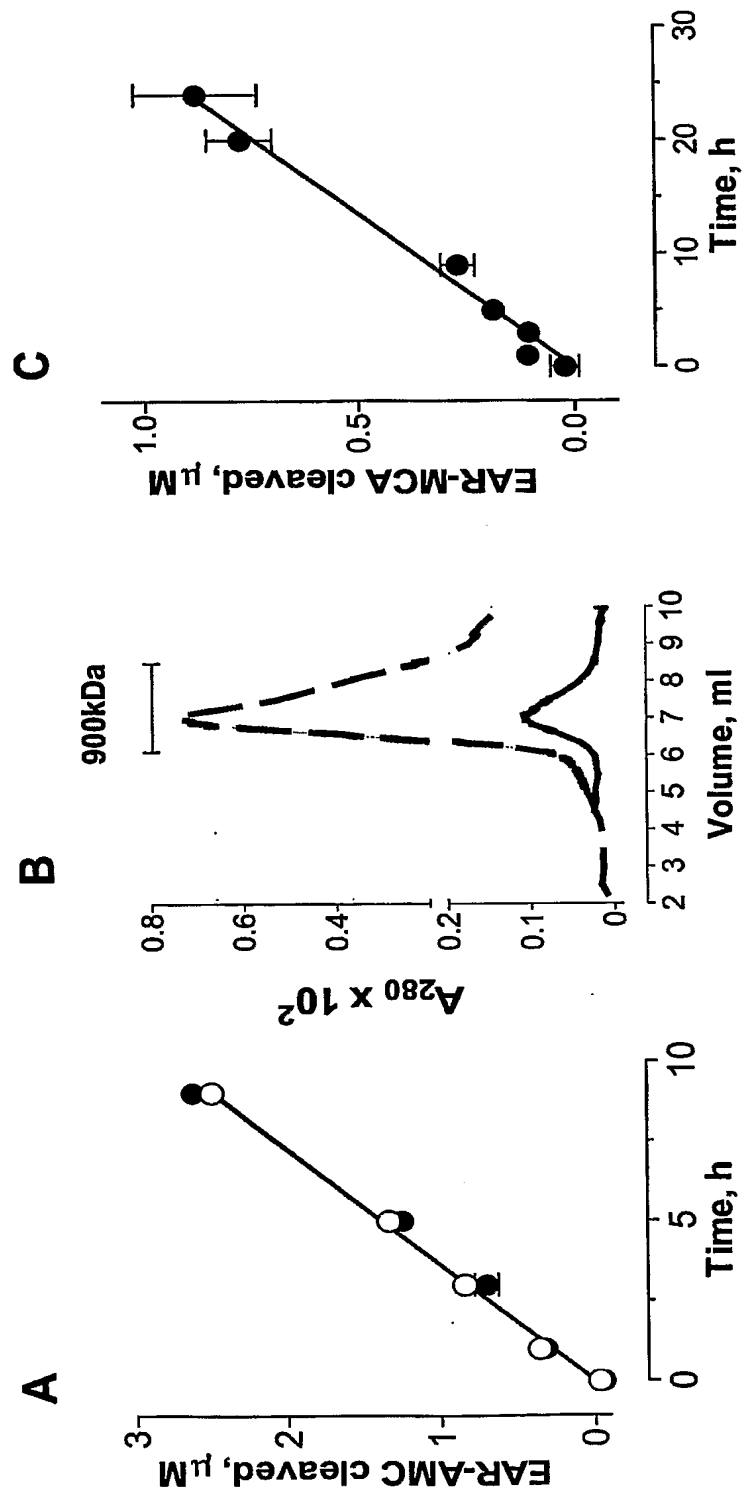 A
EAR-AMC cleaved, μM
3
2
1
0
0 5 10
Time, h
B
900kDa
A280 x 10²
0.8
0.6
0.4
0.2
0.1
0
2 3 4 5 6 7 8 9 10
Volume, ml
C
EAR-MCA cleaved, μM
1.0
0.5
0.0
0 10 20 30
Time, h